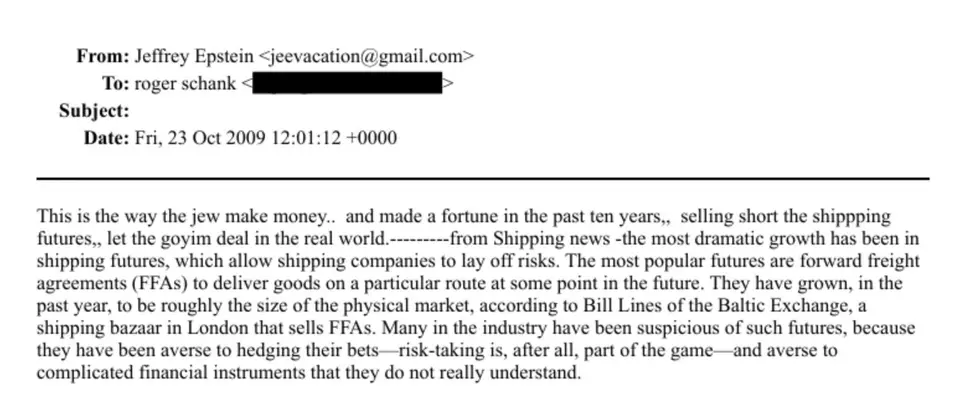 From: Jeffrey Epstein <jeevacation@gmail.com>
To: roger schank < >
Subject:
Date: Fri, 23 Oct 2009 12:01:12 +0000
This is the way the jew make money.. and made a fortune in the past ten years,, selling short the shippping
futures,, let the goyim deal in the real world.---------from Shipping news -the most dramatic growth has been in
shipping futures, which allow shipping companies to lay off risks. The most popular futures are forward freight
agreements (FFAs) to deliver goods on a particular route at some point in the future. They have grown, in the
past year, to be roughly the size of the physical market, according to Bill Lines of the Baltic Exchange, a
shipping bazaar in London that sells FFAs. Many in the industry have been suspicious of such futures, because
they have been averse to hedging their bets—risk-taking is, after all, part of the game—and averse to
complicated financial instruments that they do not really understand.